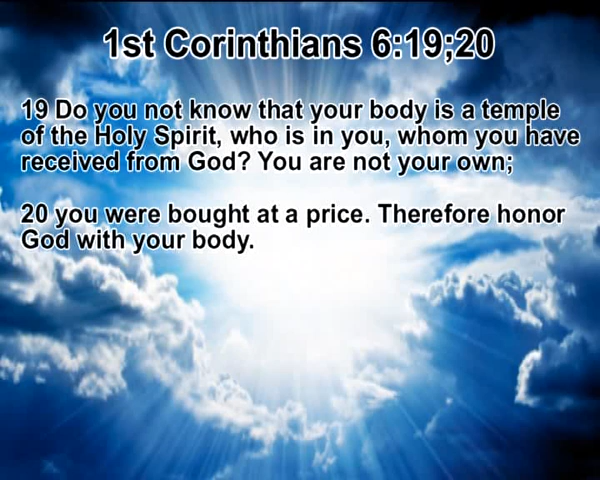 1st Corinthians 6:19;20
19 Do you not know that your body is a temple
of the Holy Spirit, who is in you, whom you have
received from God? You are not your own;
20 you were bought at a price. Therefore honor
God with your body.